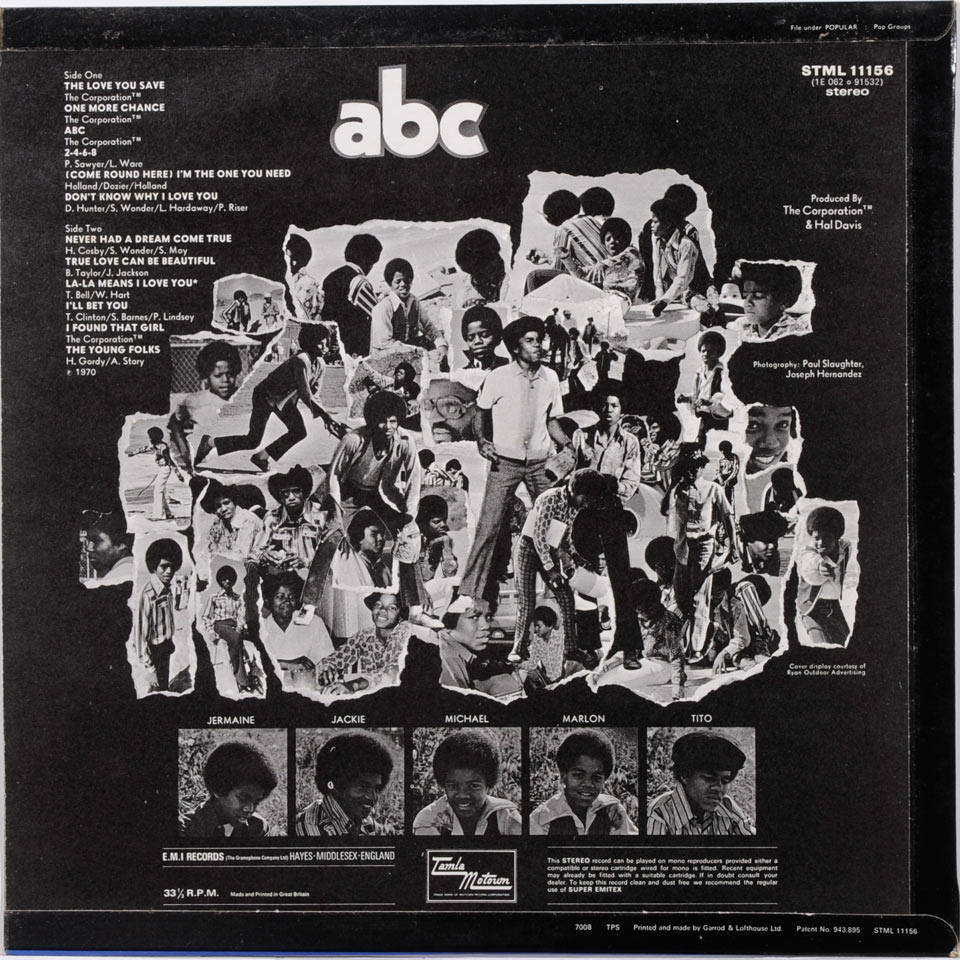 File under POPULAR : Pop Groups
Side One
THE LOVE YOU SAVE
The Corporation™
ONE MORE CHANCE
The Corporation™
ABC
The Corporation™
2-4-6-8
P. Sawyer/L. Ware
(COME ROUND HERE) I'M THE ONE YOU NEED
Holland/Dozier/Holland
DON'T KNOW WHY I LOVE YOU
D. Hunter/S. Wonder/L. Hardaway/P. Riser
Side Two
NEVER HAD A DREAM COME TRUE
H. Cosby/S. Wonder/S. Moy
TRUE LOVE CAN BE BEAUTIFUL
B. Taylor/J. Jackson
LA-LA MEANS I LOVE YOU*
T. Bell/W. Hart
I'LL BET YOU
T. Clinton/S. Barnes/P. Lindsey
I FOUND THAT GIRL
The Corporation™
THE YOUNG FOLKS
H. Gordy/A. Story
℗ 1970
abc
STML 11156
(1E 062 o 91532)
stereo
Produced By
The Corporation™
& Hal Davis
Photography: Paul Slaughter,
Joseph Hernandez
Cover display courtesy of
Ryan Outdoor Advertising
JERMAINE JACKIE MICHAEL MARLON TITO
E.M.I RECORDS (The Gramophone Company Ltd) HAYES·MIDDLESEX·ENGLAND
33⅓ R.P.M. Made and Printed in Great Britain
Tamla
Motown
TRADE MARK OF MOTOWN RECORD CORPORATION
This STEREO record can be played on mono reproducers provided either a
compatible or stereo cartridge wired for mono is fitted. Recent equipment
may already be fitted with a suitable cartridge. If in doubt consult your
dealer. To keep this record clean and dust free we recommend the regular
use of SUPER EMITEX
7008 TPS Printed and made by Garrod & Lofthouse Ltd. Patent No. 943,895 STML 11156